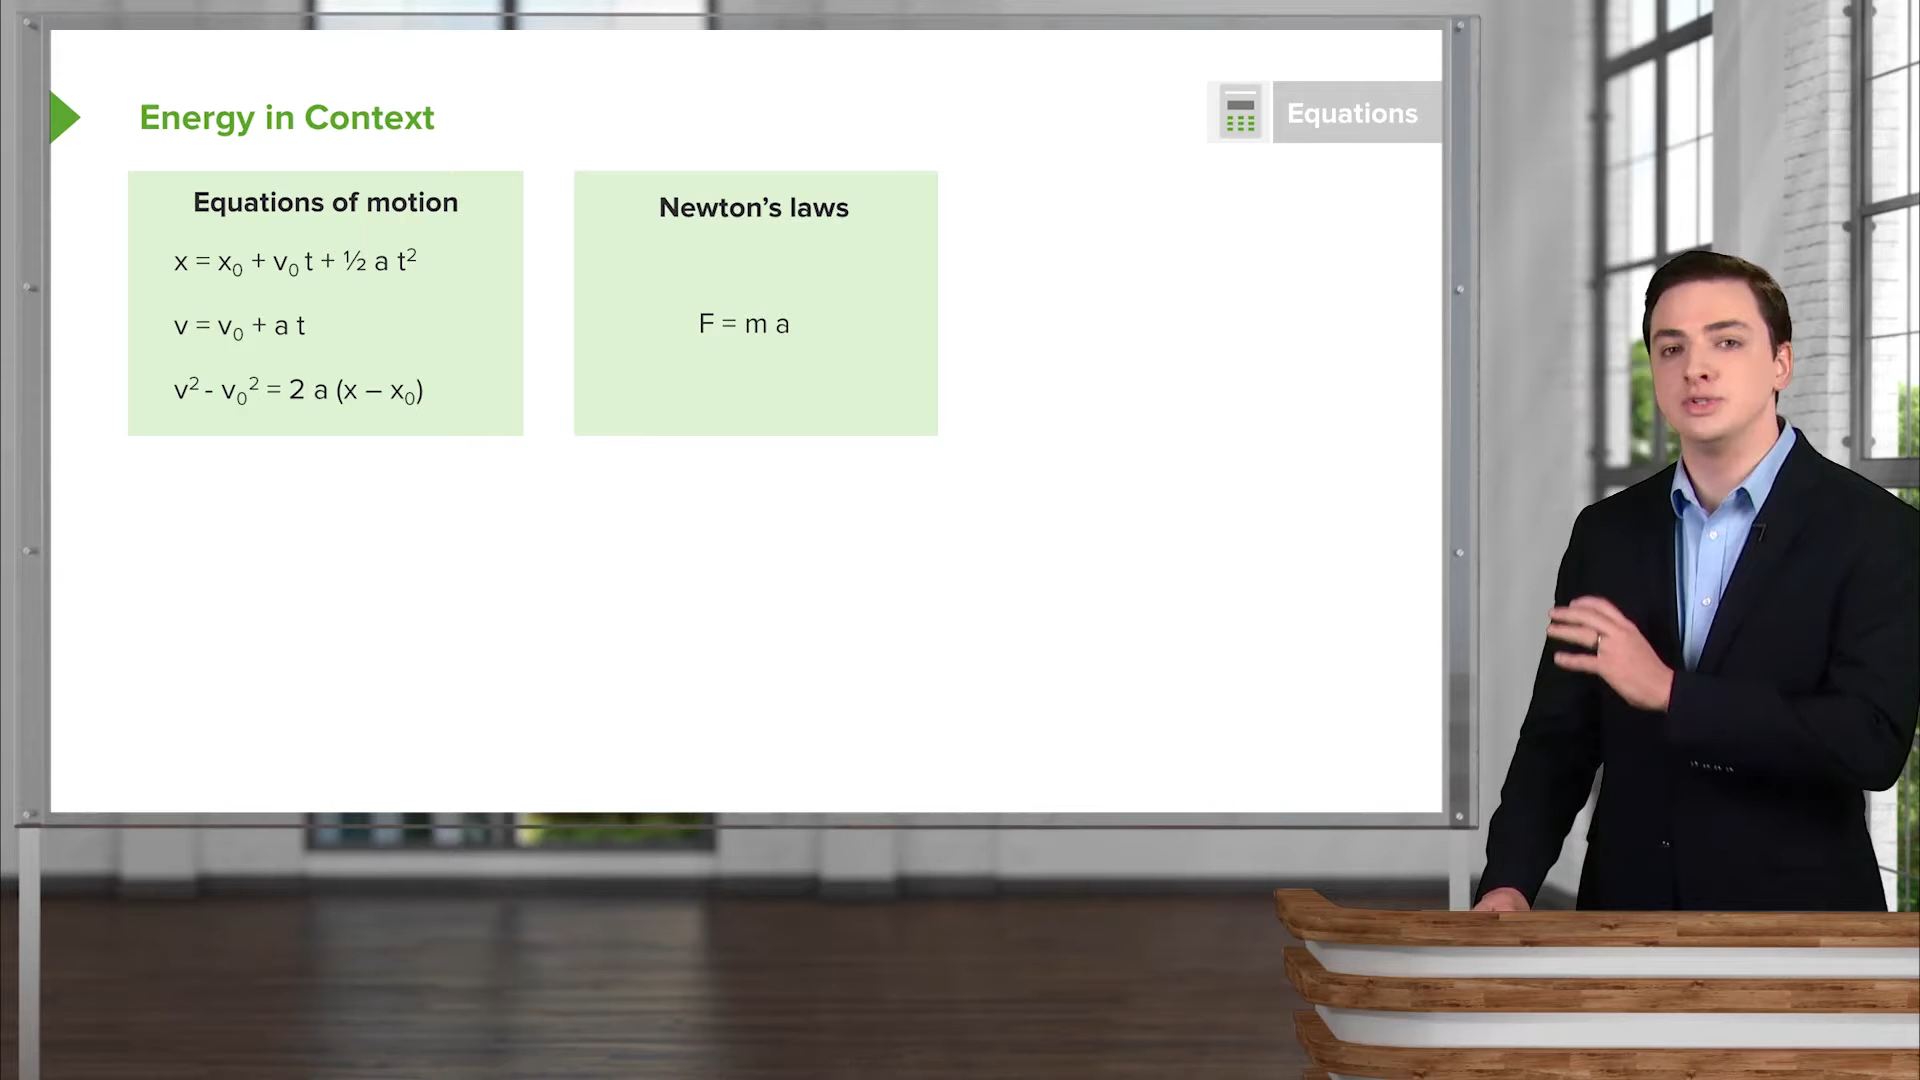 Energy in Context
Equations
Equations of motion
x = x₀ + v₀ t + ½ a t²
v = v₀ + a t
v² - v₀² = 2 a (x – x₀)
Newton’s laws
F = m a